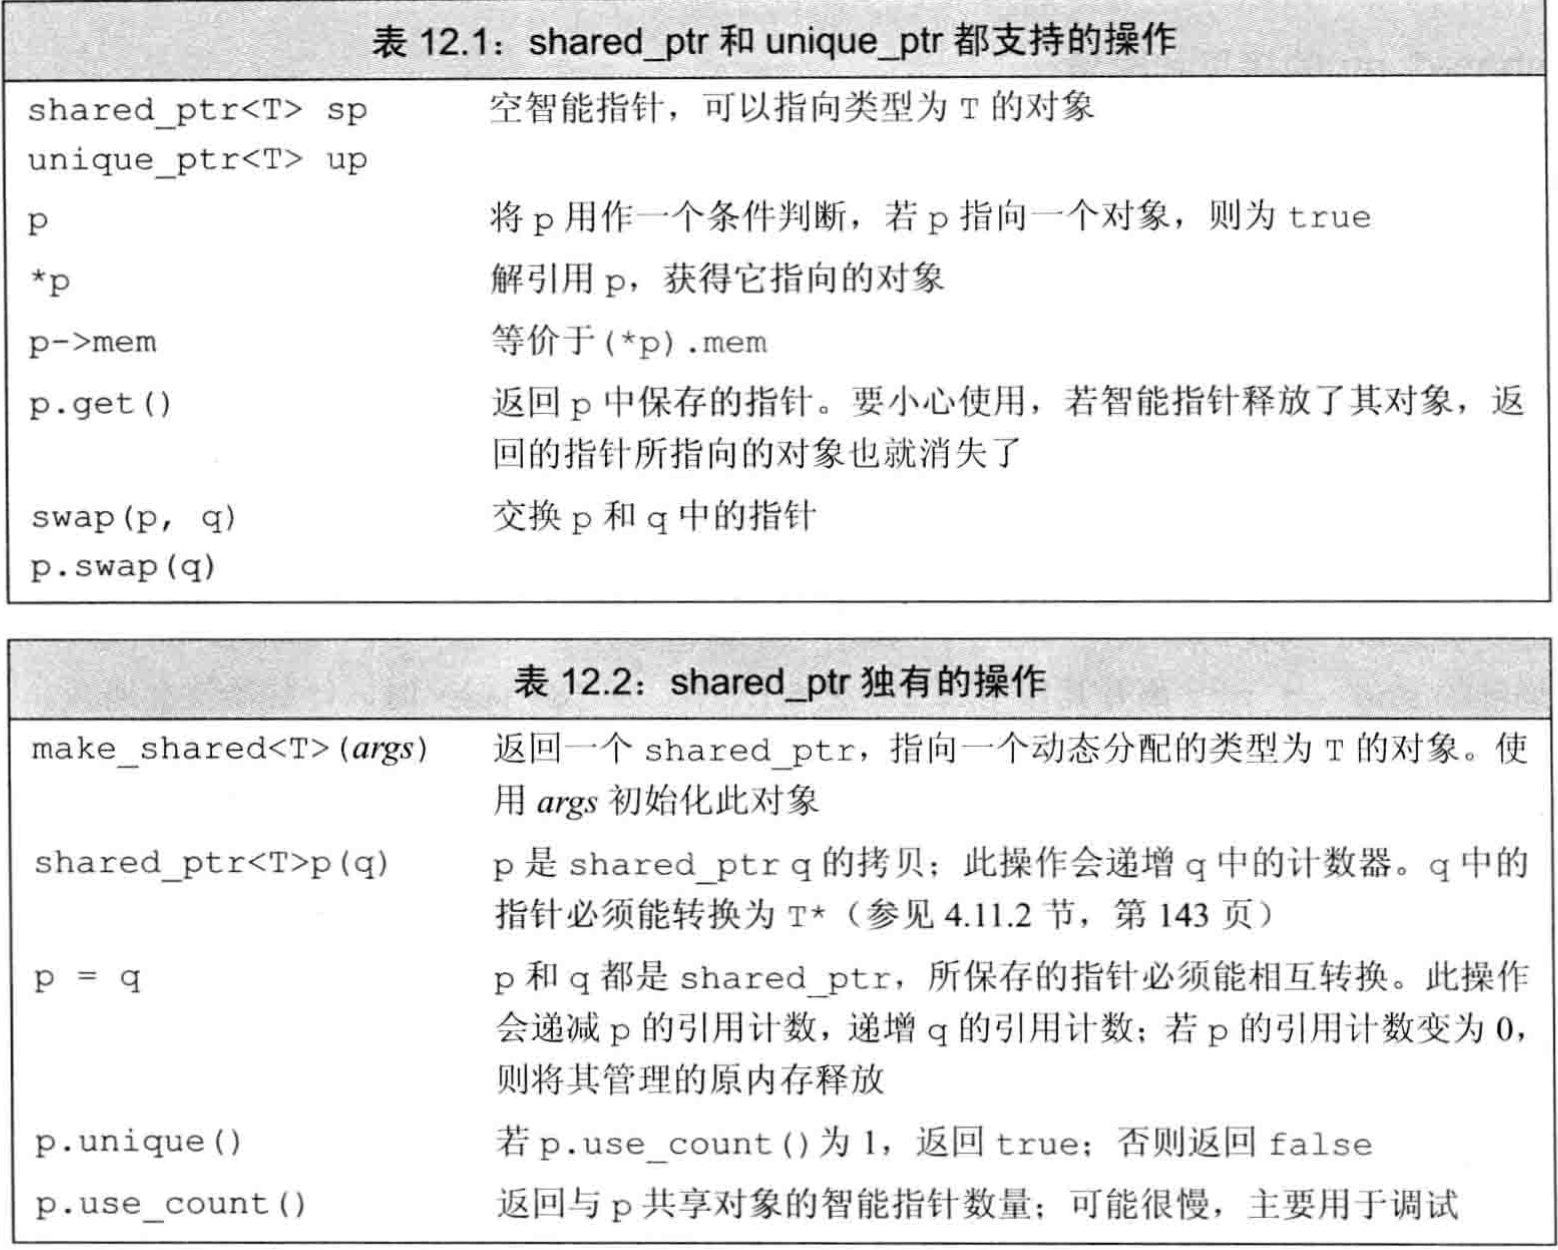 表 12.1：shared_ptr 和 unique_ptr 都支持的操作
shared_ptr<T> sp 空智能指针，可以指向类型为 T 的对象
unique_ptr<T> up
p 将 p 用作一个条件判断，若 p 指向一个对象，则为 true
*p 解引用 p，获得它指向的对象
p->mem 等价于(*p).mem
p.get() 返回 p 中保存的指针。要小心使用，若智能指针释放了其对象，返
回的指针所指向的对象也就消失了
swap(p, q) 交换 p 和 q 中的指针
p.swap(q)
表 12.2：shared_ptr 独有的操作
make_shared<T>(args) 返回一个 shared_ptr，指向一个动态分配的类型为 T 的对象。使
用 args 初始化此对象
shared_ptr<T>p(q) p 是 shared_ptr q 的拷贝；此操作会递增 q 中的计数器。q 中的
指针必须能转换为 T*（参见 4.11.2 节，第 143 页）
p = q p 和 q 都是 shared_ptr，所保存的指针必须能相互转换。此操作
会递减 p 的引用计数，递增 q 的引用计数；若 p 的引用计数变为 0，
则将其管理的原内存释放
p.unique() 若 p.use_count()为 1，返回 true；否则返回 false
p.use_count() 返回与 p 共享对象的智能指针数量；可能很慢，主要用于调试